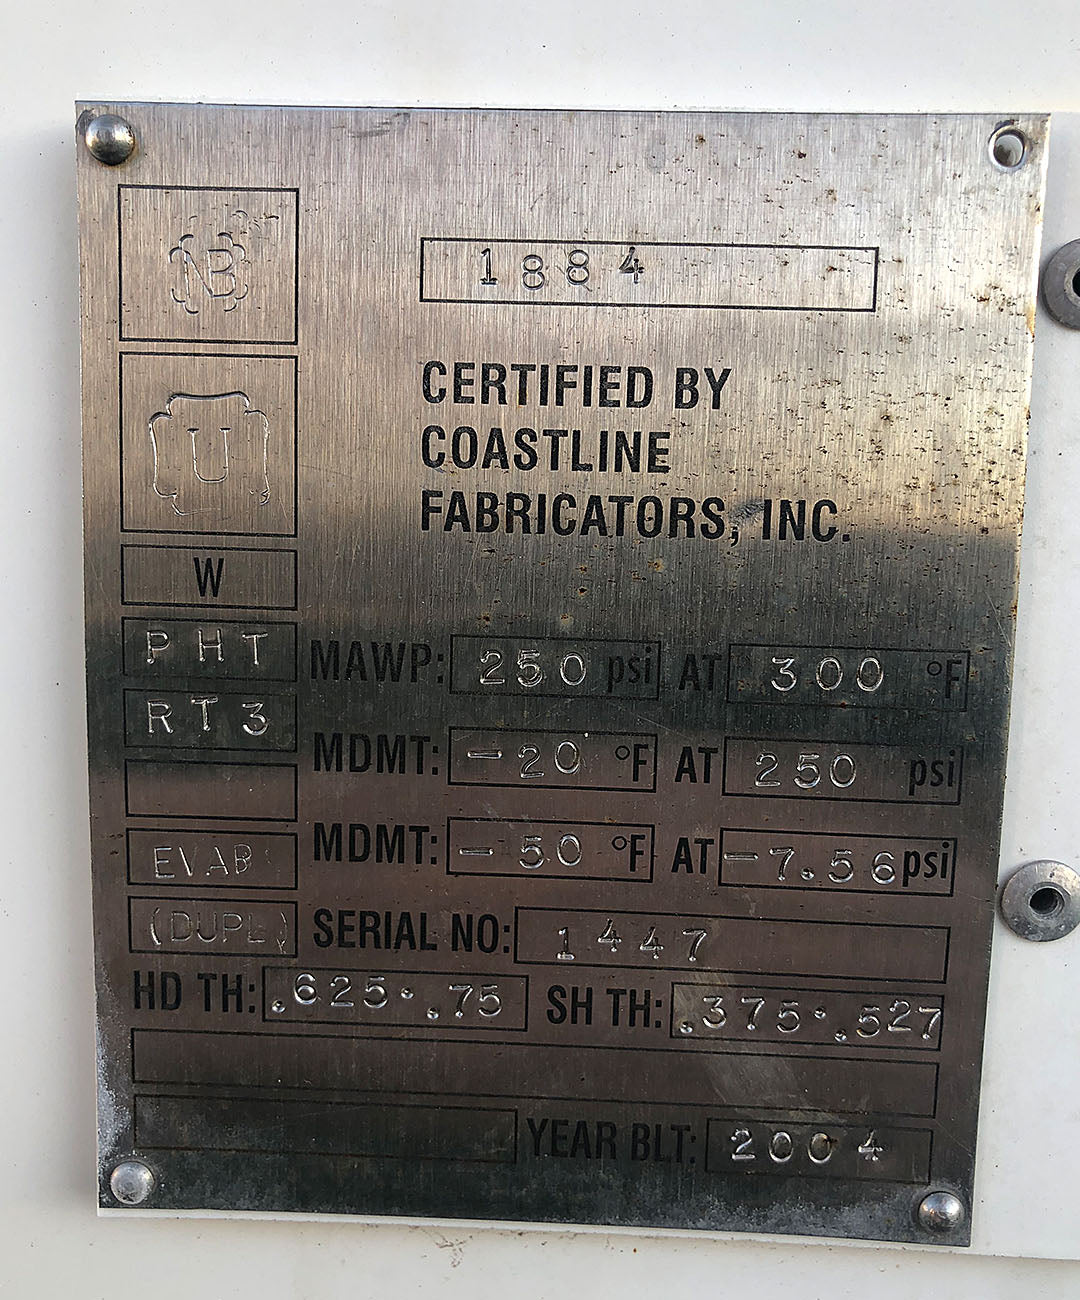 NB
1884
U
CERTIFIED BY
COASTLINE
FABRICATORS, INC.
W
PHT
MAWP: 250 psi AT 300 °F
RT3
MDMT: -20 °F AT 250 psi
MDMT: -50 °F AT -7.56 psi
EVAB
(DUPL)
SERIAL NO: 1447
HD TH: .625 · .75 SH TH: .375 · .527
YEAR BLT: 2004